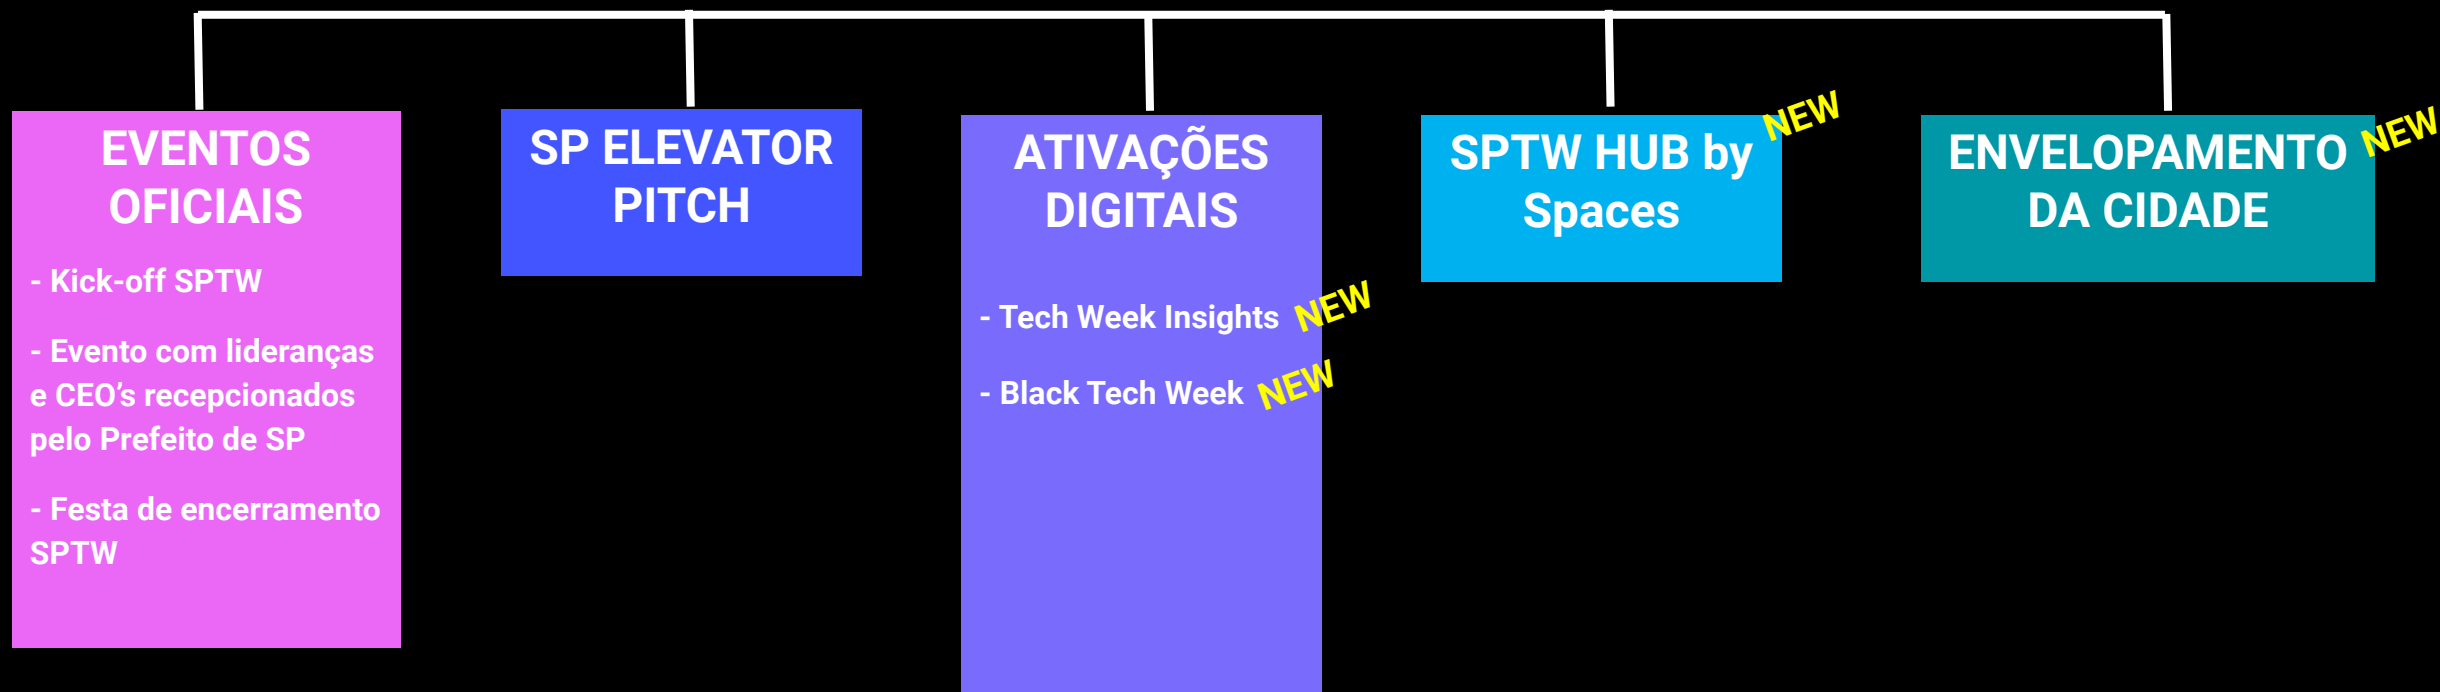 EVENTOS
OFICIAIS
- Kick-off SPTW
- Evento com lideranças
e CEO’s recepcionados
pelo Prefeito de SP
- Festa de encerramento
SPTW
SP ELEVATOR
PITCH
ATIVAÇÕES
DIGITAIS
- Tech Week Insights NEW
- Black Tech Week NEW
SPTW HUB by NEW
Spaces
ENVELOPAMENTO NEW
DA CIDADE